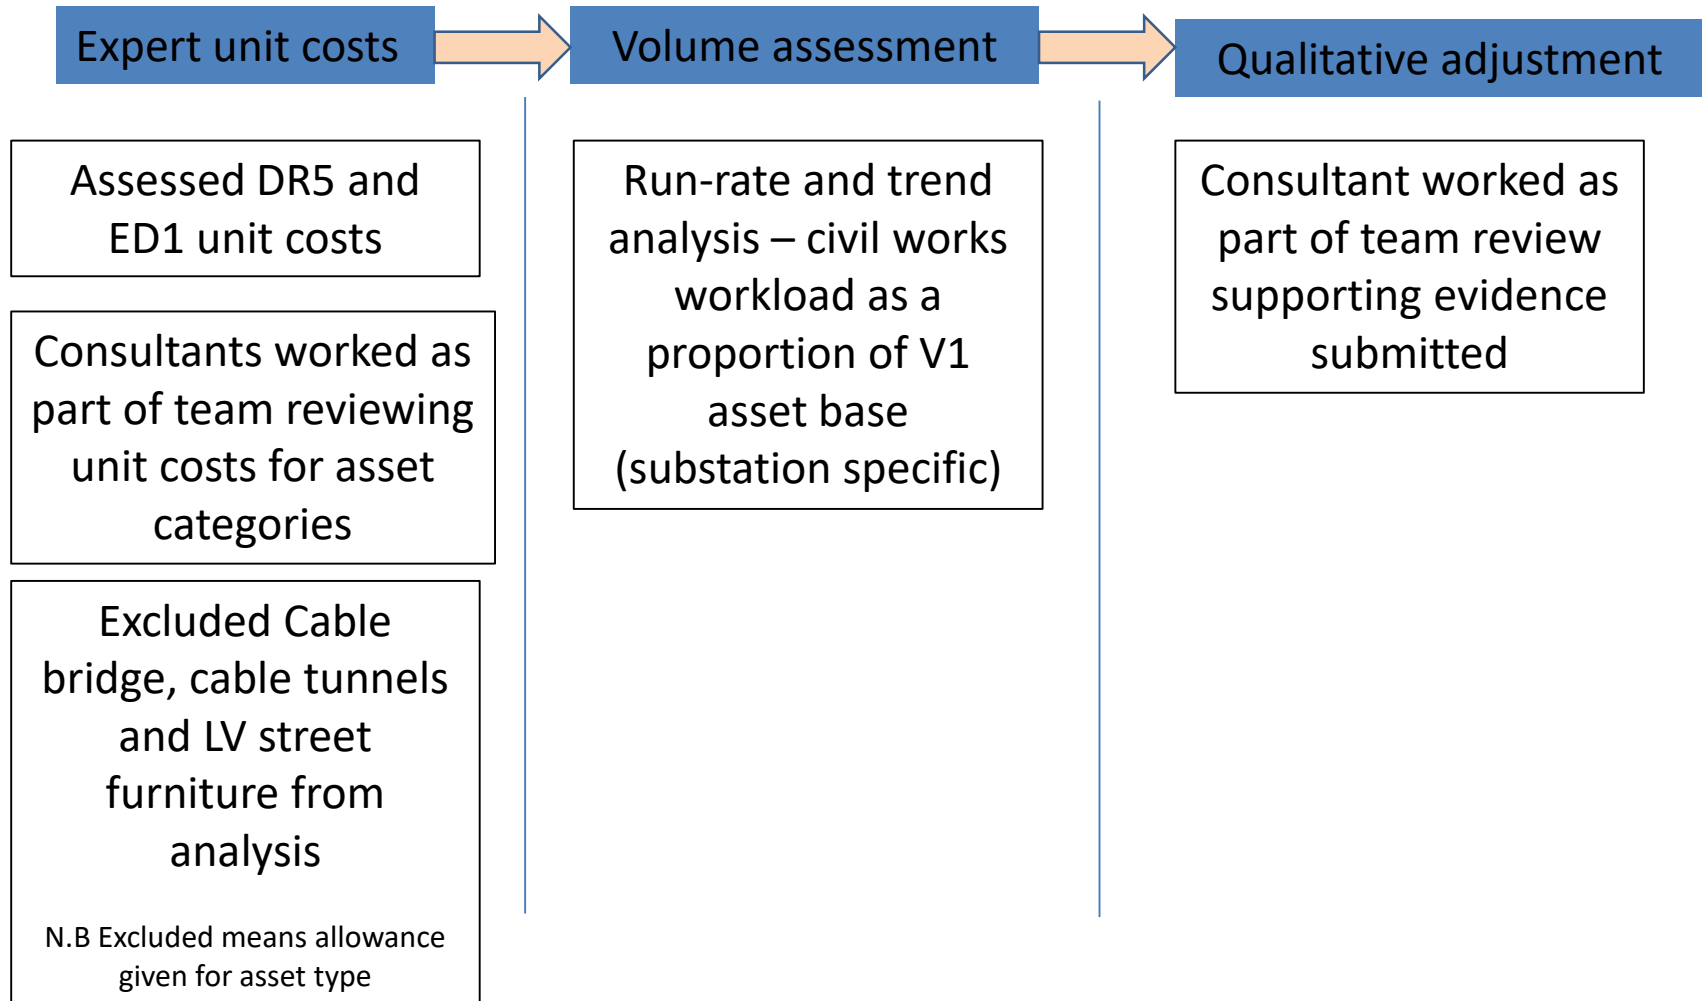 Expert unit costs
Volume assessment
Qualitative adjustment
Assessed DR5 and
ED1 unit costs
Consultants worked as
part of team reviewing
unit costs for asset
categories
Excluded Cable
bridge, cable tunnels
and LV street
furniture from
analysis
N.B Excluded means allowance
given for asset type
Run-rate and trend
analysis – civil works
workload as a
proportion of V1
asset base
(substation specific)
Consultant worked as
part of team review
supporting evidence
submitted